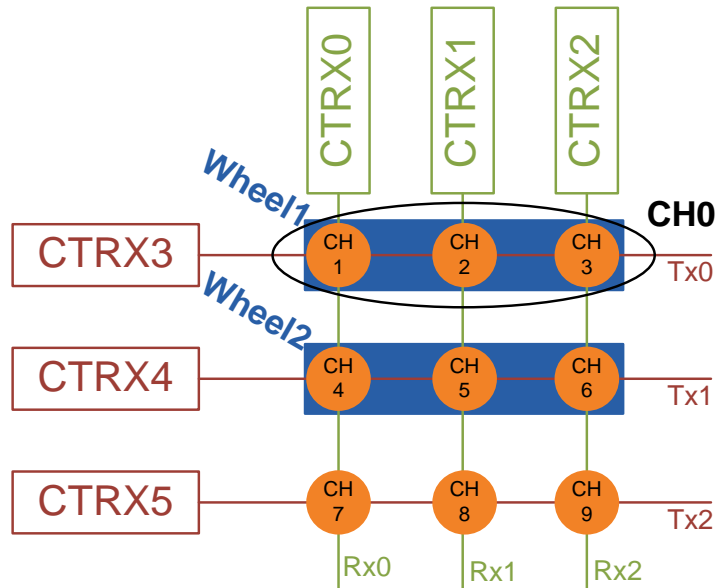 CTRX0
CTRX1
CTRX2
Wheel1
CH0
CTRX3
CH
1
CH
2
CH
3
Tx0
Wheel2
CTRX4
CH
4
CH
5
CH
6
Tx1
CTRX5
CH
7
CH
8
CH
9
Tx2
Rx0
Rx1
Rx2